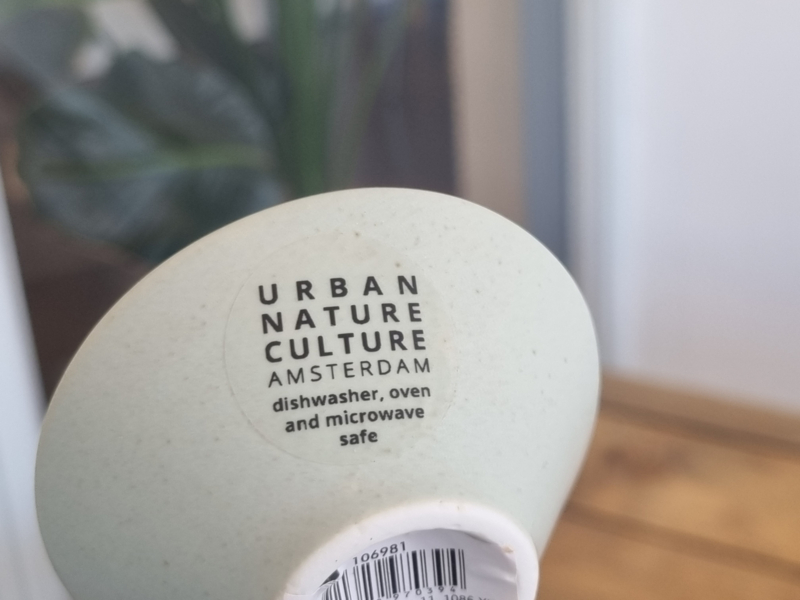 URBAN
NATURE
CULTURE
AMSTERDAM
dishwasher, oven
and microwave
safe
106981